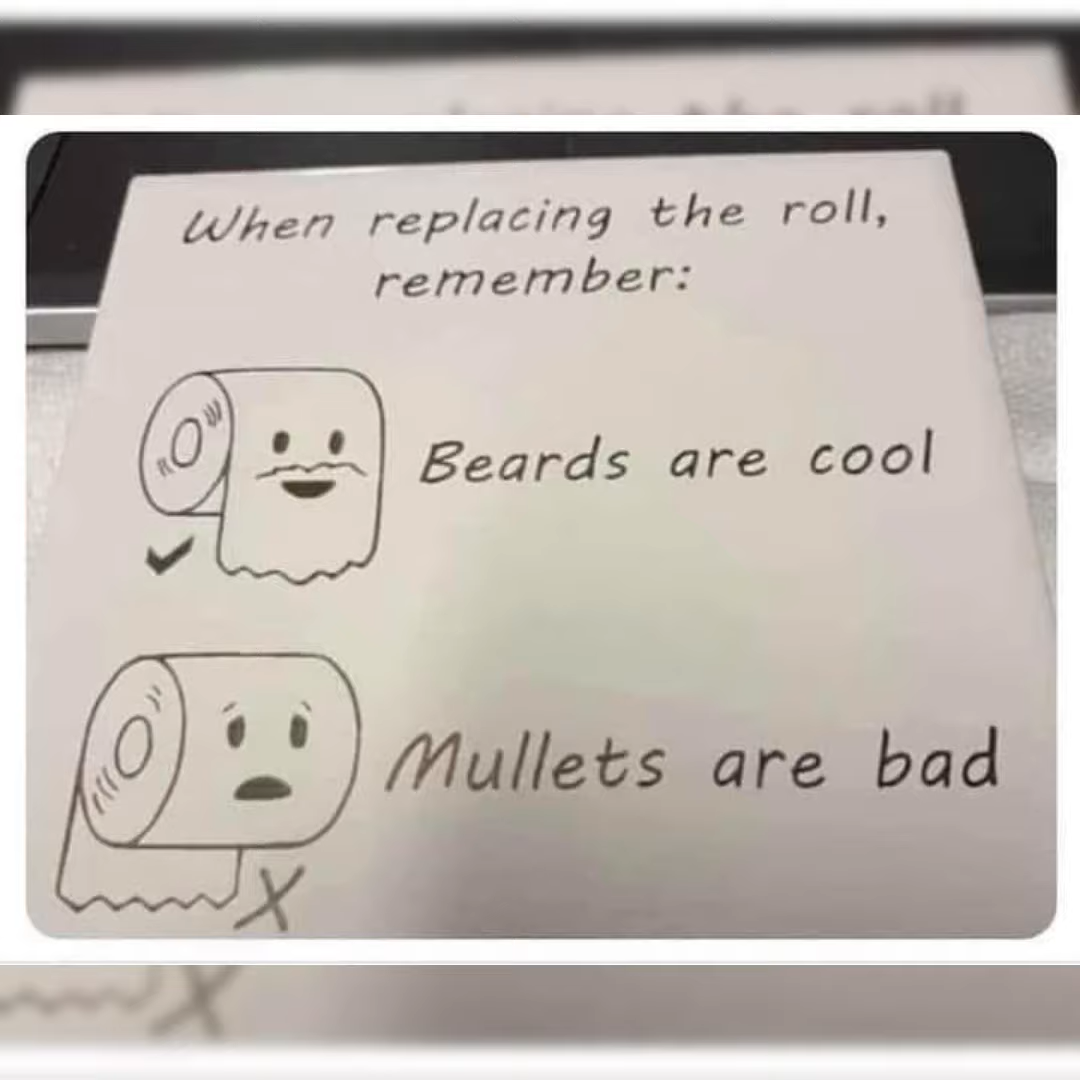 When replacing the roll,
remember:
Beards are cool
Mullets are bad